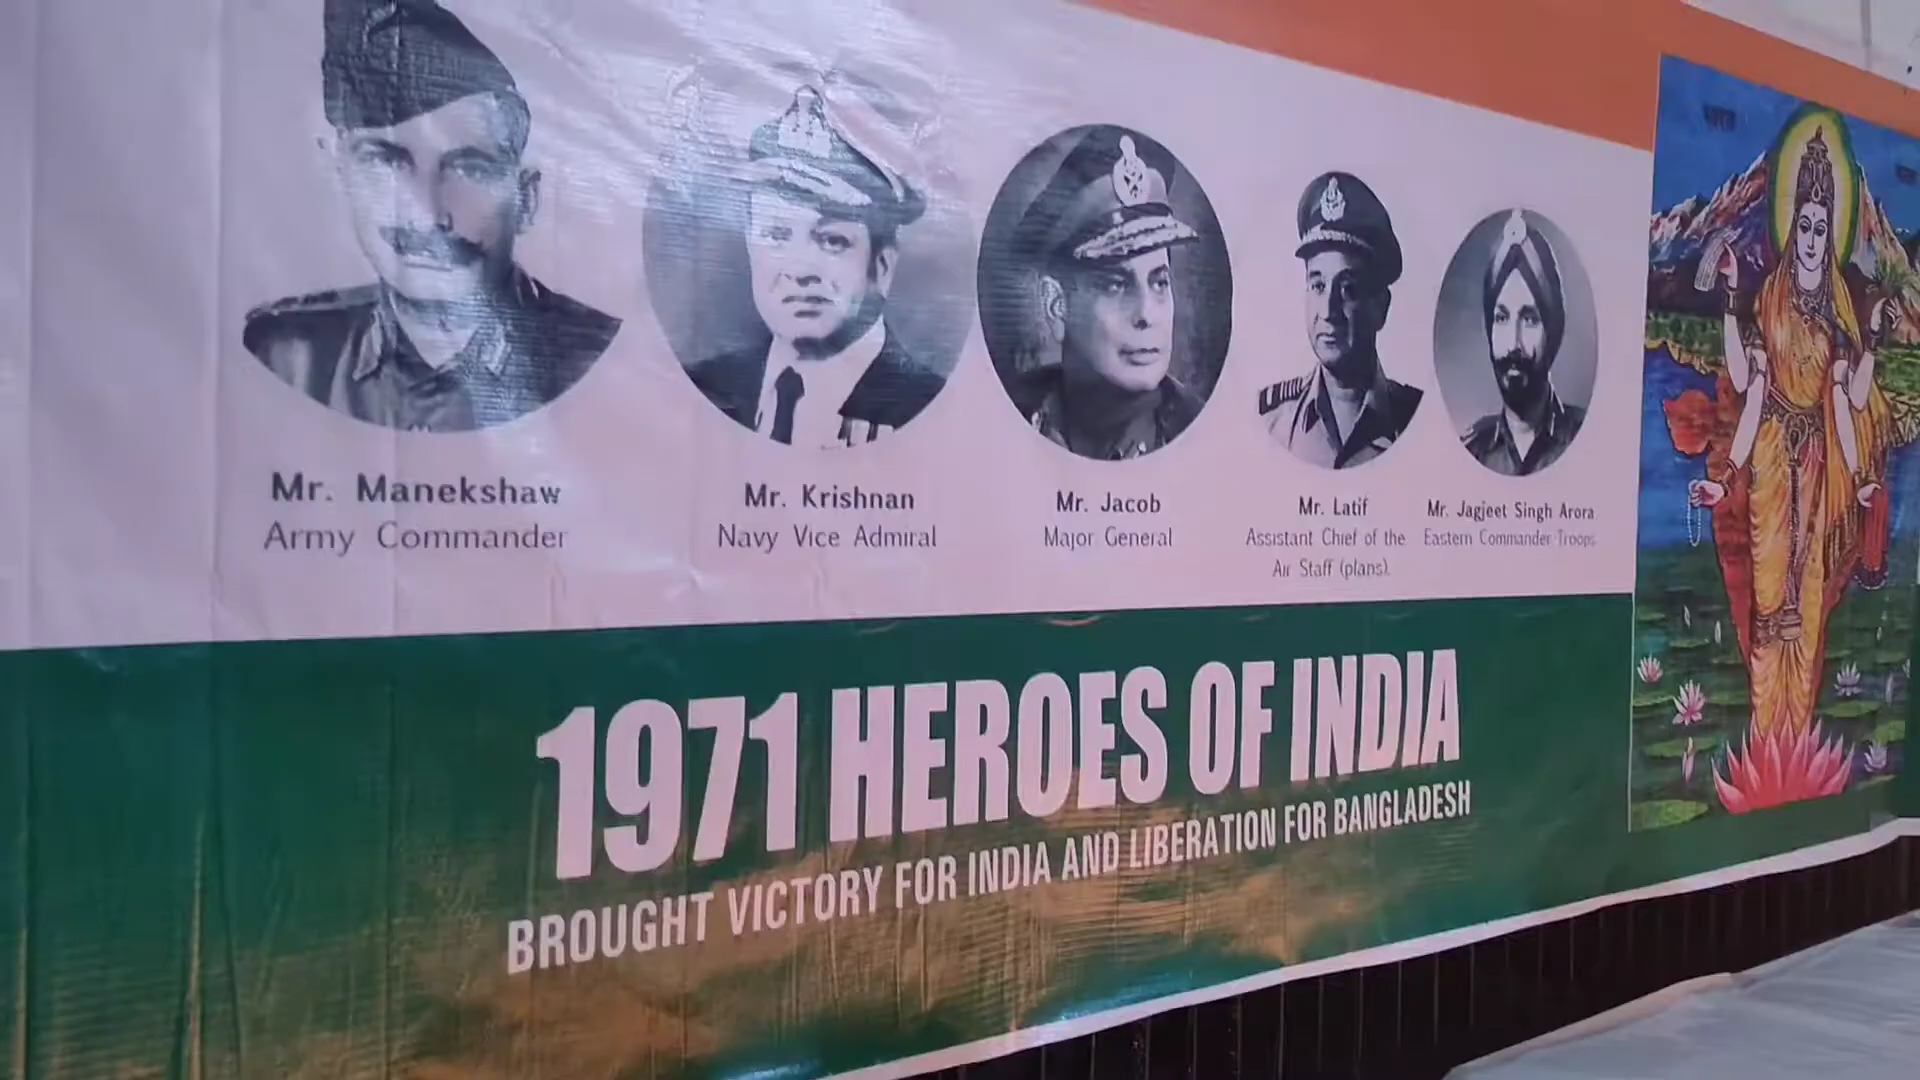 Mr. Manekshaw
Army Commander
Mr. Krishnan
Navy Vice Admiral
Mr. Jacob
Major General
Mr. Latif
Assistant Chief of the
Air Staff (plans).
Mr. Jagjeet Singh Arora
Eastern Commander Troops
1971 HEROES OF INDIA
BROUGHT VICTORY FOR INDIA AND LIBERATION FOR BANGLADESH
भारत